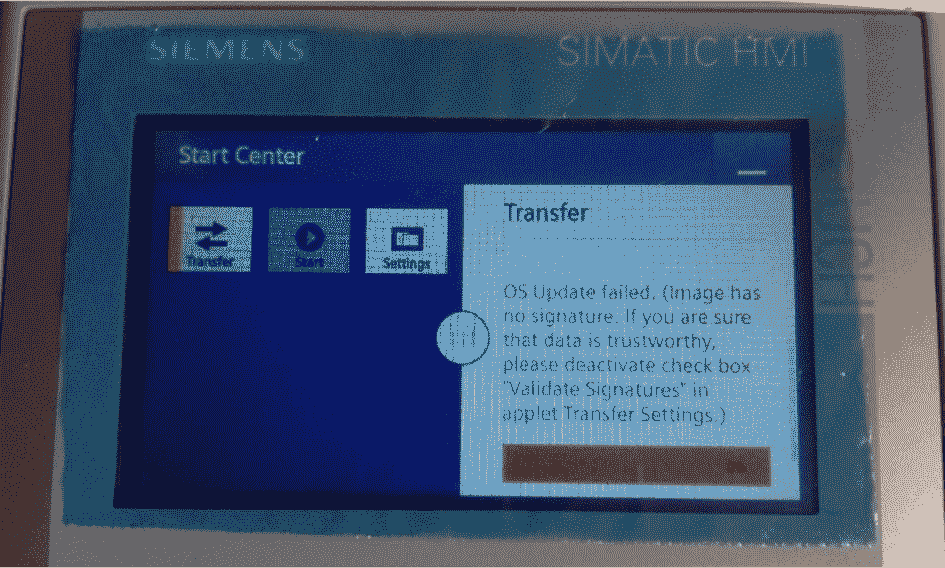 SIEMENS
SIMATIC HMI
Start Center
Transfer
Start
Settings
Transfer
OS Update failed. (Image has
no signature. If you are sure
that data is trustworthy,
please deactivate check box
"Validate Signatures" in
applet Transfer Settings.)